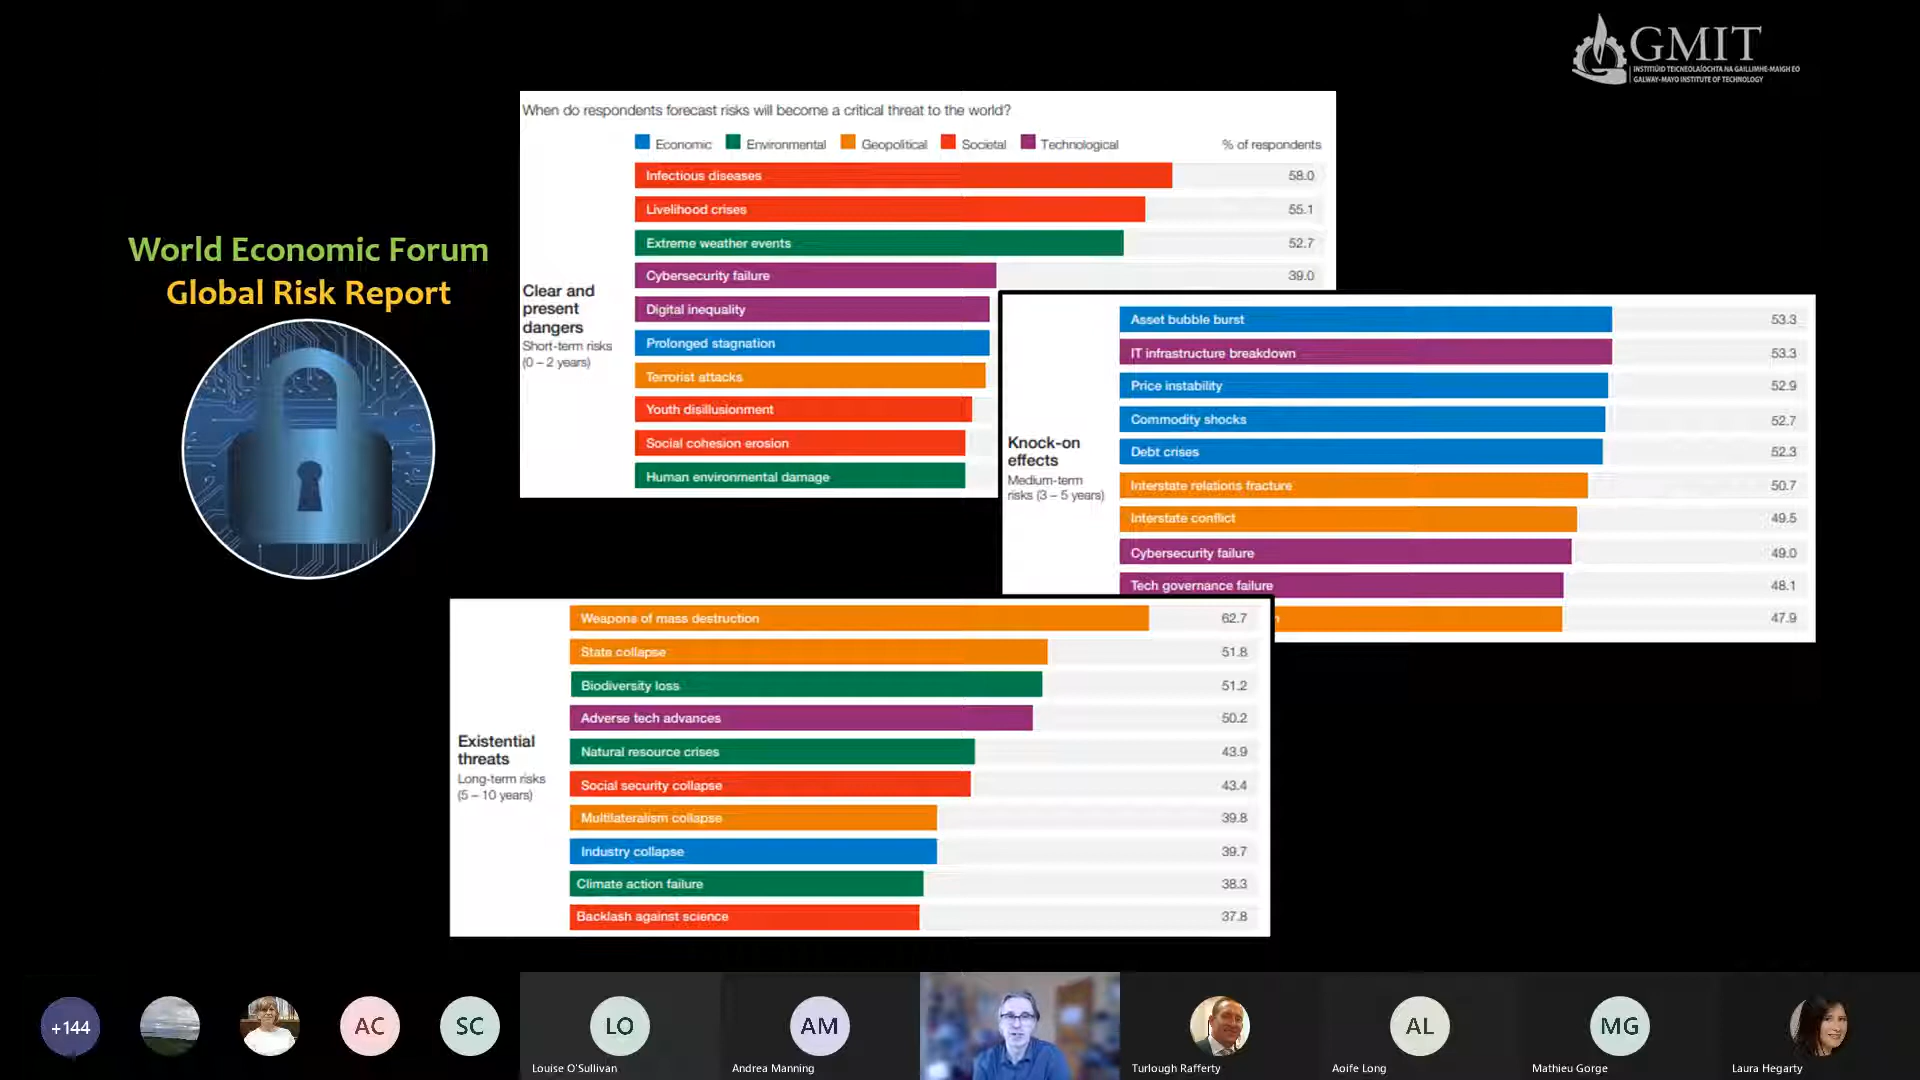 GMIT
INSTITIÚID TEICNEOLAÍOCHTA NA GAILLIMHE-MAIGH EO
GALWAY-MAYO INSTITUTE OF TECHNOLOGY
World Economic Forum
Global Risk Report
When do respondents forecast risks will become a critical threat to the world?
Economic Environmental Geopolitical Societal Technological % of respondents
Clear and
present
dangers
Short-term risks
(0 – 2 years)
Infectious diseases 58.0
Livelihood crises 55.1
Extreme weather events 52.7
Cybersecurity failure 39.0
Digital inequality
Prolonged stagnation
Terrorist attacks
Youth disillusionment
Social cohesion erosion
Human environmental damage
Knock-on
effects
Medium-term
risks (3 – 5 years)
Asset bubble burst 53.3
IT infrastructure breakdown 53.3
Price instability 52.9
Commodity shocks 52.7
Debt crises 52.3
Interstate relations fracture 50.7
Interstate conflict 49.5
Cybersecurity failure 49.0
Tech governance failure 48.1
47.9
Existential
threats
Long-term risks
(5 – 10 years)
Weapons of mass destruction 62.7
State collapse 51.8
Biodiversity loss 51.2
Adverse tech advances 50.2
Natural resource crises 43.9
Social security collapse 43.4
Multilateralism collapse 39.8
Industry collapse 39.7
Climate action failure 38.3
Backlash against science 37.8
+144
AC
SC
LO
Louise O'Sullivan
AM
Andrea Manning
Turlough Rafferty
AL
Aoife Long
MG
Mathieu Gorge
Laura Hegarty